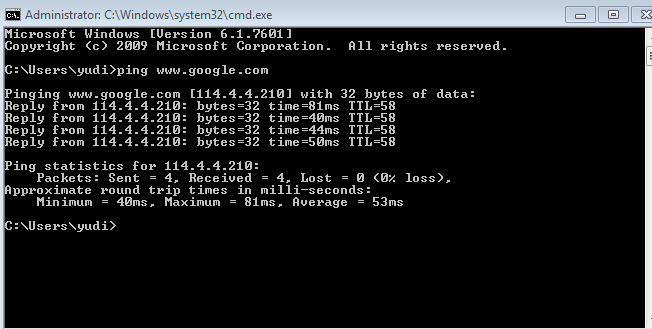 Administrator: C:\Windows\system32\cmd.exe
Microsoft Windows [Version 6.1.7601]
Copyright (c) 2009 Microsoft Corporation.  All rights reserved.
C:\Users\yudi>ping www.google.com
Pinging www.google.com [114.4.4.210] with 32 bytes of data:
Reply from 114.4.4.210: bytes=32 time=81ms TTL=58
Reply from 114.4.4.210: bytes=32 time=40ms TTL=58
Reply from 114.4.4.210: bytes=32 time=44ms TTL=58
Reply from 114.4.4.210: bytes=32 time=50ms TTL=58
Ping statistics for 114.4.4.210:
    Packets: Sent = 4, Received = 4, Lost = 0 (0% loss),
Approximate round trip times in milli-seconds:
    Minimum = 40ms, Maximum = 81ms, Average = 53ms
C:\Users\yudi>